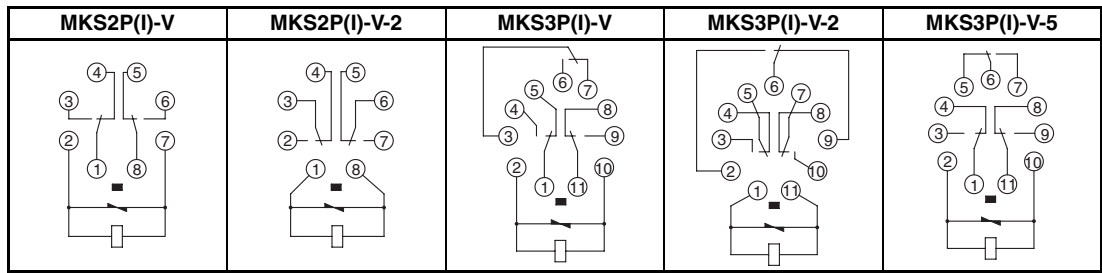 MKS2P(I)-V MKS2P(I)-V-2 MKS3P(I)-V MKS3P(I)-V-2 MKS3P(I)-V-5
4 5 3 6 2 7 1 8
4 5 3 6 2 7 1 8
6 7 5 8 4 3 9 2 10 1 11
6 5 7 4 8 3 9 2 10 1 11
6 5 7 4 8 3 9 2 10 1 11